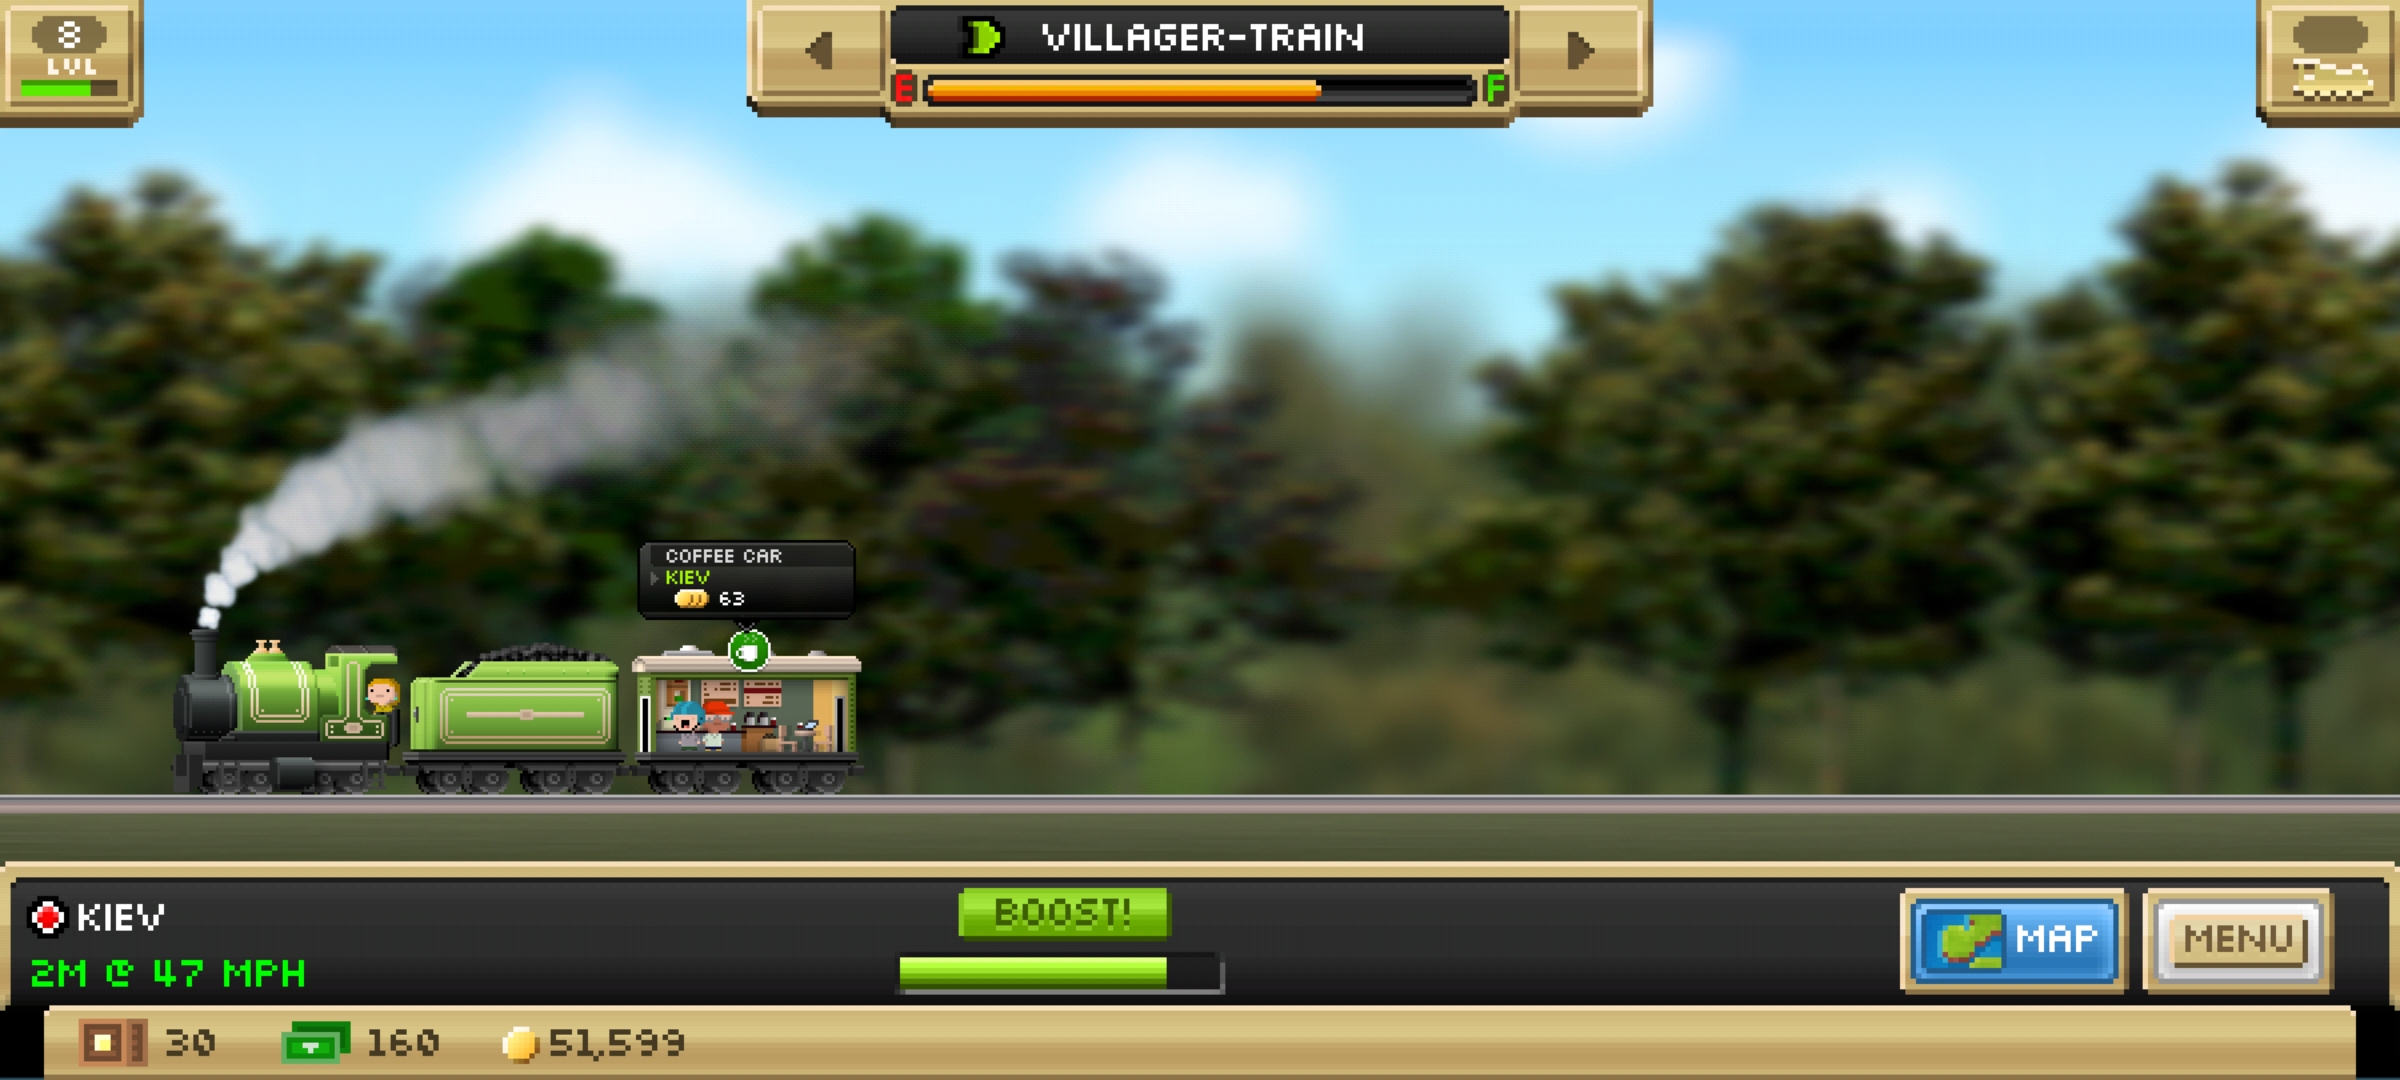 8
LVL
VILLAGER-TRAIN
E F
COFFEE CAR
KIEV
63
KIEV
2M @ 47 MPH
BOOST!
MAP
MENU
30
160
51,599